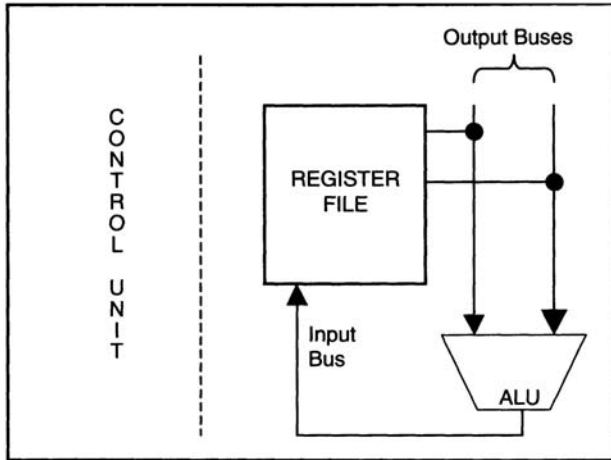 Output Buses
CONTROL UNIT
REGISTER
FILE
Input
Bus
ALU